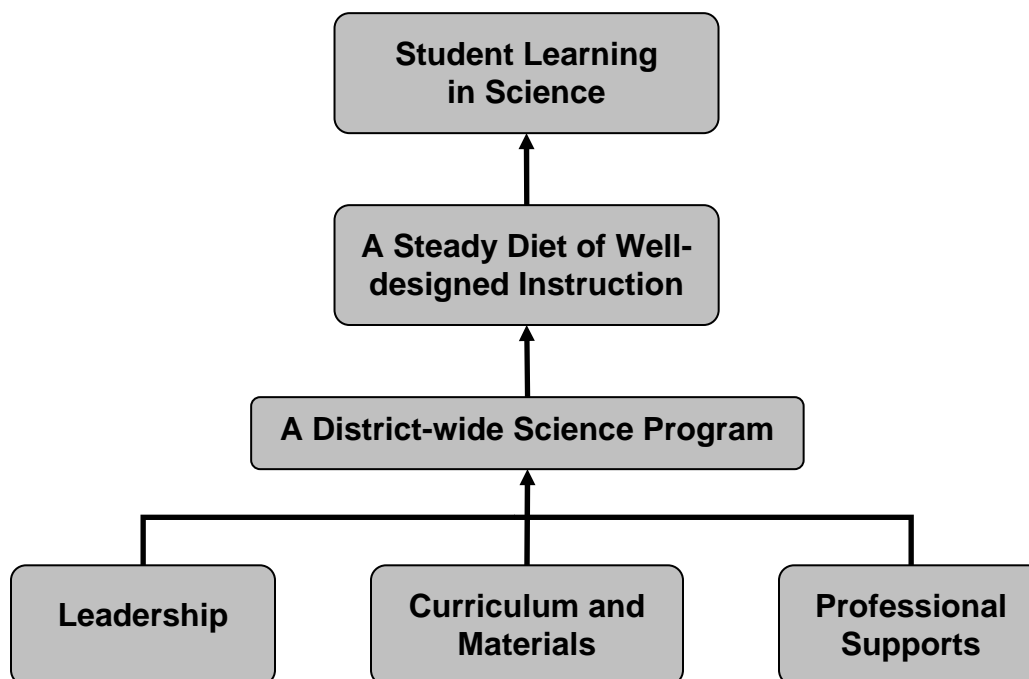 Student Learning
in Science
A Steady Diet of Well-
designed Instruction
A District-wide Science Program
Leadership
Curriculum and
Materials
Professional
Supports